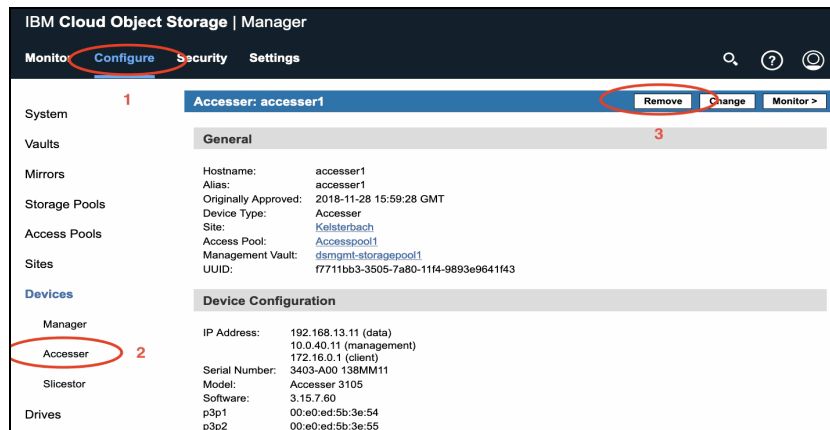 IBM Cloud Object Storage | Manager
Monitor Configure Security Settings
?
1
Accesser: accesser1 Remove Change Monitor >
3
System
Vaults
Mirrors
Storage Pools
Access Pools
Sites
Devices
Manager
Accesser 2
Slicestor
Drives
General
Hostname: accesser1
Alias: accesser1
Originally Approved: 2018-11-28 15:59:28 GMT
Device Type: Accesser
Site: Kelsterbach
Access Pool: Accesspool1
Management Vault: dsmgmt-storagepool1
UUID: f7711bb3-3505-7a80-11f4-9893e9641f43
Device Configuration
IP Address: 192.168.13.11 (data)
10.0.40.11 (management)
172.16.0.1 (client)
Serial Number: 3403-A00 138MM11
Model: Accesser 3105
Software: 3.15.7.60
p3p1 00:e0:ed:5b:3e:54
p3p2 00:e0:ed:5b:3e:55